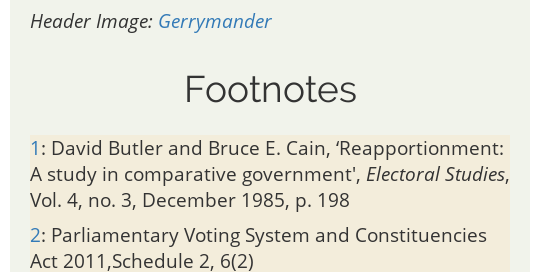 Header Image: Gerrymander
Footnotes
1: David Butler and Bruce E. Cain, ‘Reapportionment:
A study in comparative government', Electoral Studies,
Vol. 4, no. 3, December 1985, p. 198
2: Parliamentary Voting System and Constituencies
Act 2011,Schedule 2, 6(2)